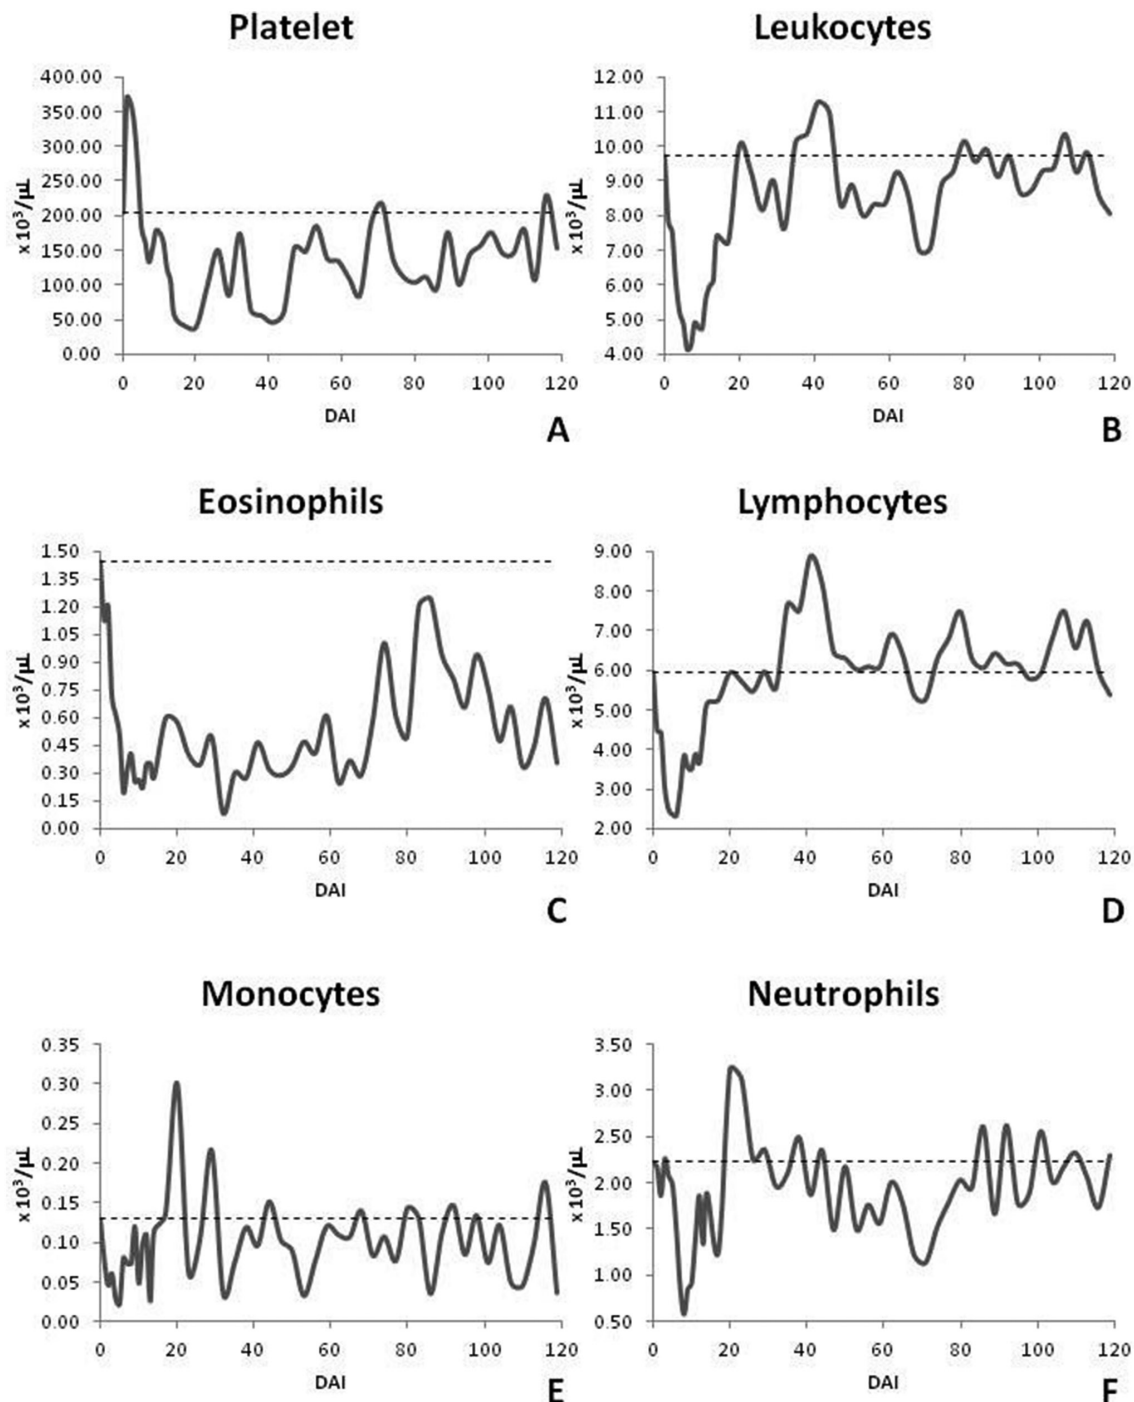 Platelet
400.00
350.00
300.00
250.00
200.00
150.00
100.00
50.00
0.00
x10³/µL
0 20 40 60 80 100 120
DAI
A
Leukocytes
12.00
11.00
10.00
9.00
8.00
7.00
6.00
5.00
4.00
x10³/µL
0 20 40 60 80 100 120
DAI
B
Eosinophils
1.50
1.35
1.20
1.05
0.90
0.75
0.60
0.45
0.30
0.15
0.00
x10³/µL
0 20 40 60 80 100 120
DAI
C
Lymphocytes
9.00
8.00
7.00
6.00
5.00
4.00
3.00
2.00
x10³/µL
0 20 40 60 80 100 120
DAI
D
Monocytes
0.35
0.30
0.25
0.20
0.15
0.10
0.05
0.00
x10³/µL
0 20 40 60 80 100 120
DAI
E
Neutrophils
3.50
3.00
2.50
2.00
1.50
1.00
0.50
x10³/µL
0 20 40 60 80 100 120
DAI
F